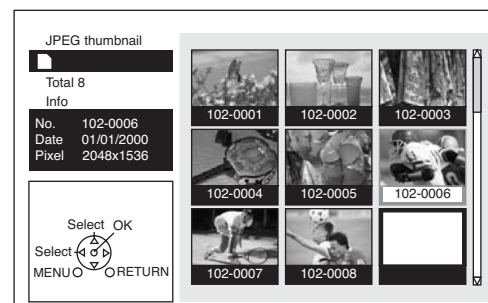 JPEG thumbnail
Total 8
Info
No. 102-0006
Date 01/01/2000
Pixel 2048x1536
Select OK
Select
MENU RETURN
102-0001 102-0002 102-0003
102-0004 102-0005 102-0006
102-0007 102-0008